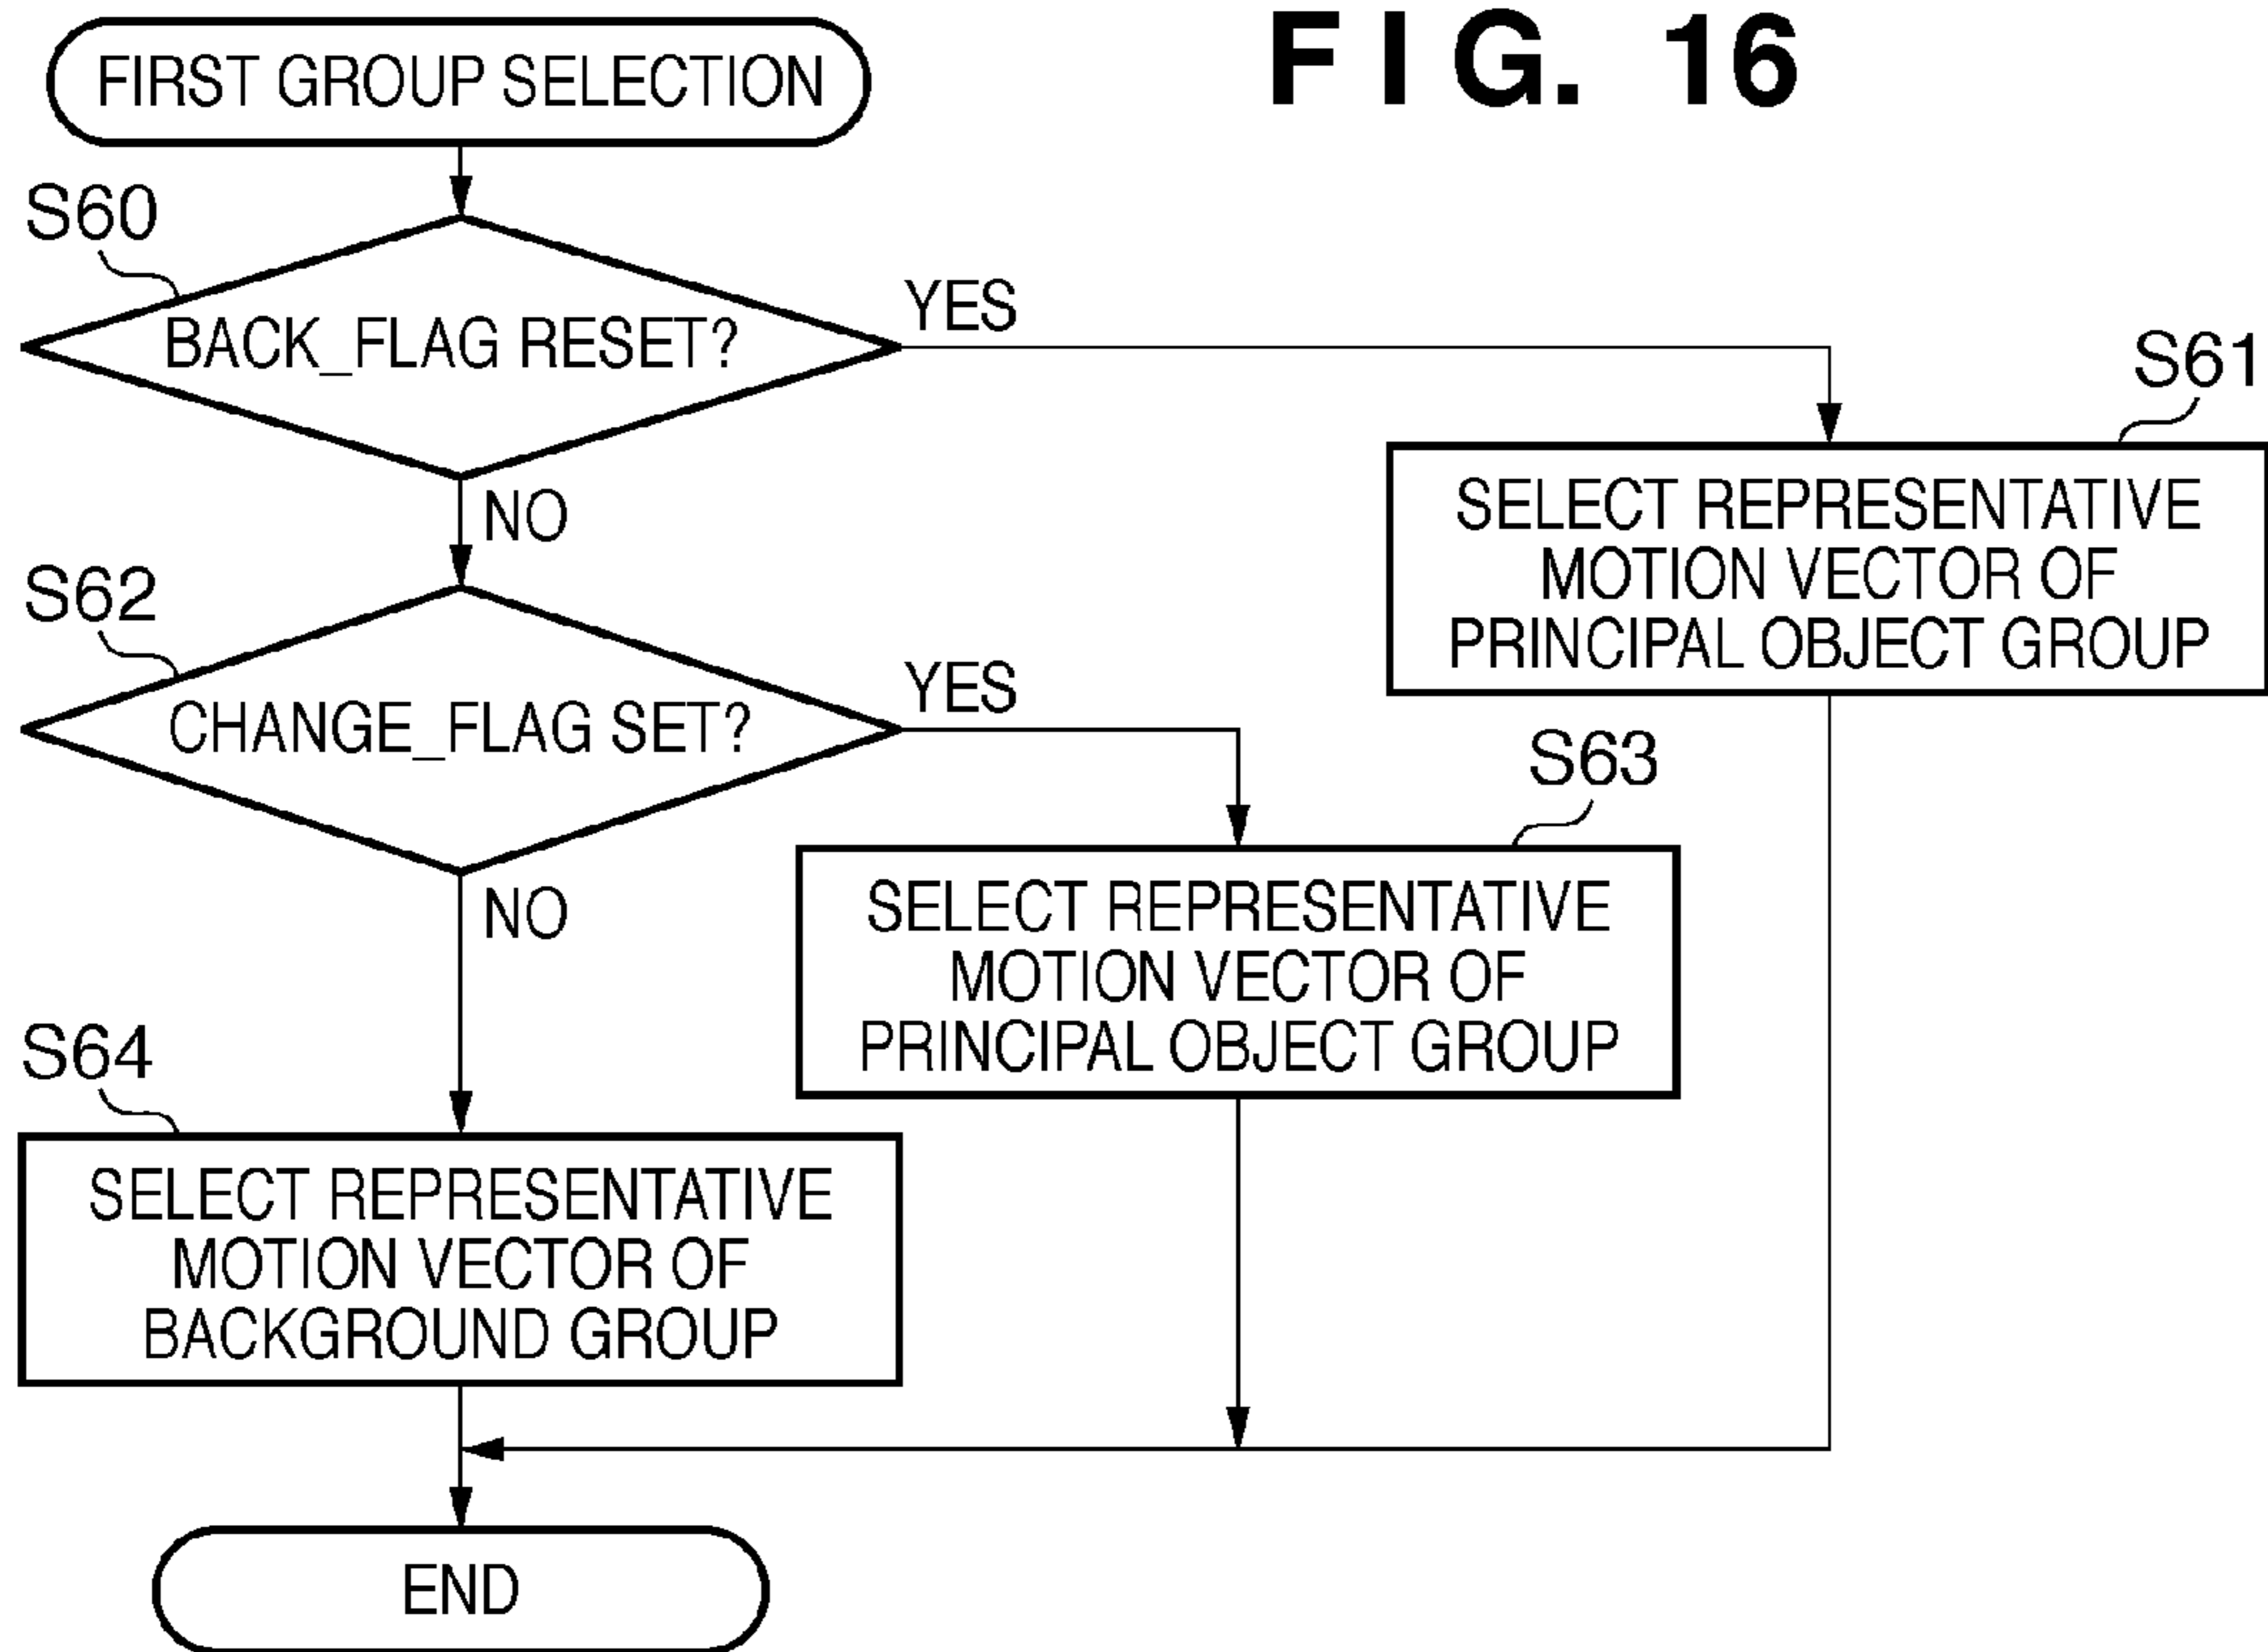 FIG. 16
FIRST GROUP SELECTION
S60
BACK_FLAG RESET?
YES
NO
S61
SELECT REPRESENTATIVE
MOTION VECTOR OF
PRINCIPAL OBJECT GROUP
S62
CHANGE_FLAG SET?
YES
NO
S63
SELECT REPRESENTATIVE
MOTION VECTOR OF
PRINCIPAL OBJECT GROUP
S64
SELECT REPRESENTATIVE
MOTION VECTOR OF
BACKGROUND GROUP
END